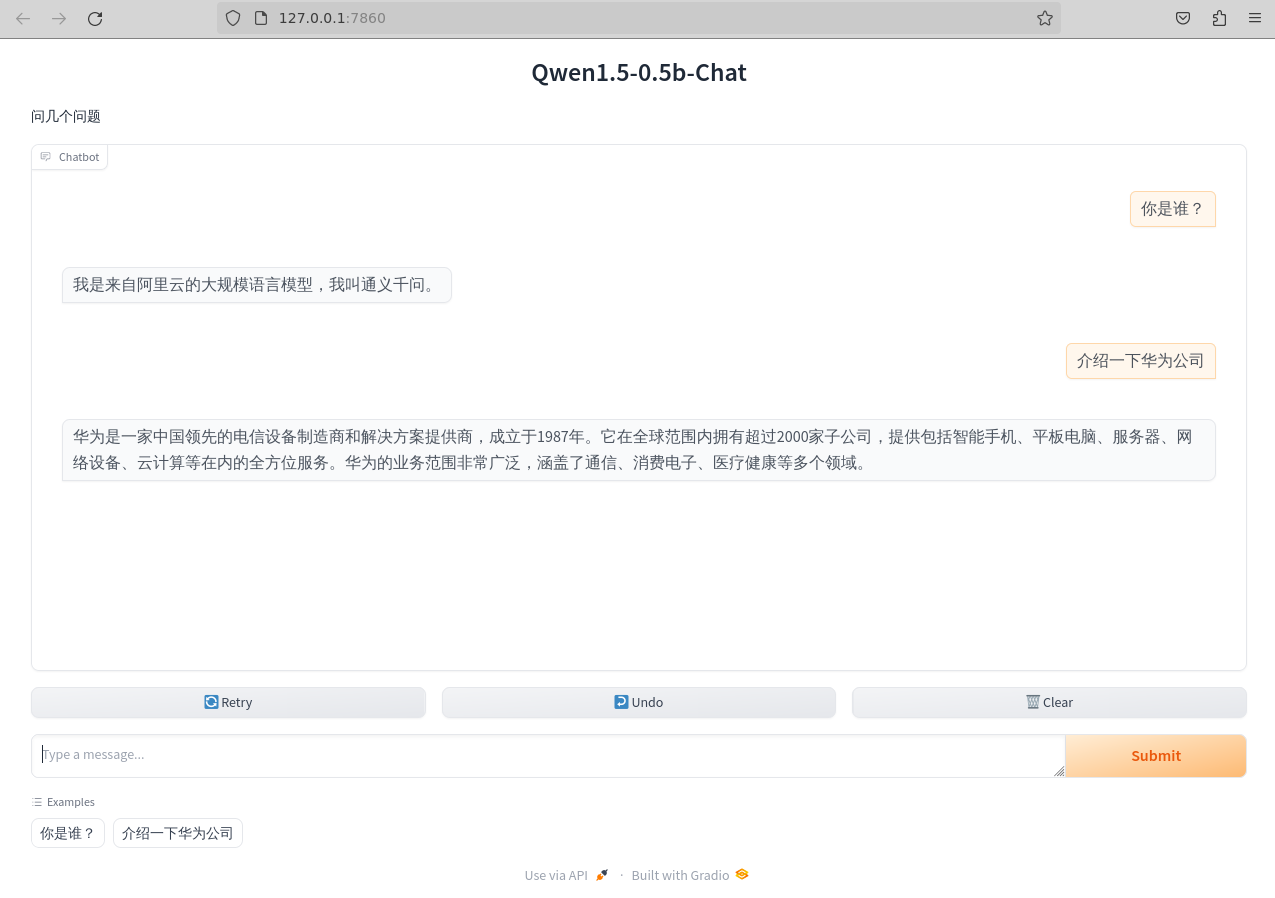 127.0.0.1:7860
Qwen1.5-0.5b-Chat
问几个问题
Chatbot
你是谁？
我是来自阿里云的大规模语言模型，我叫通义千问。
介绍一下华为公司
华为是一家中国领先的电信设备制造商和解决方案提供商，成立于1987年。它在全球范围内拥有超过2000家子公司，提供包括智能手机、平板电脑、服务器、网
络设备、云计算等在内的全方位服务。华为的业务范围非常广泛，涵盖了通信、消费电子、医疗健康等多个领域。
Retry Undo Clear
Type a message... Submit
Examples
你是谁？ 介绍一下华为公司
Use via API · Built with Gradio